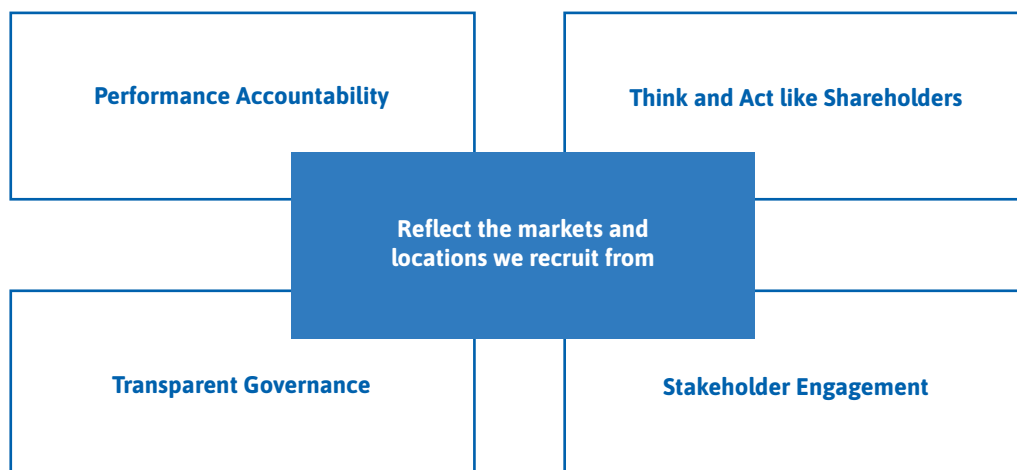 Performance Accountability
Think and Act like Shareholders
Reflect the markets and
locations we recruit from
Transparent Governance
Stakeholder Engagement